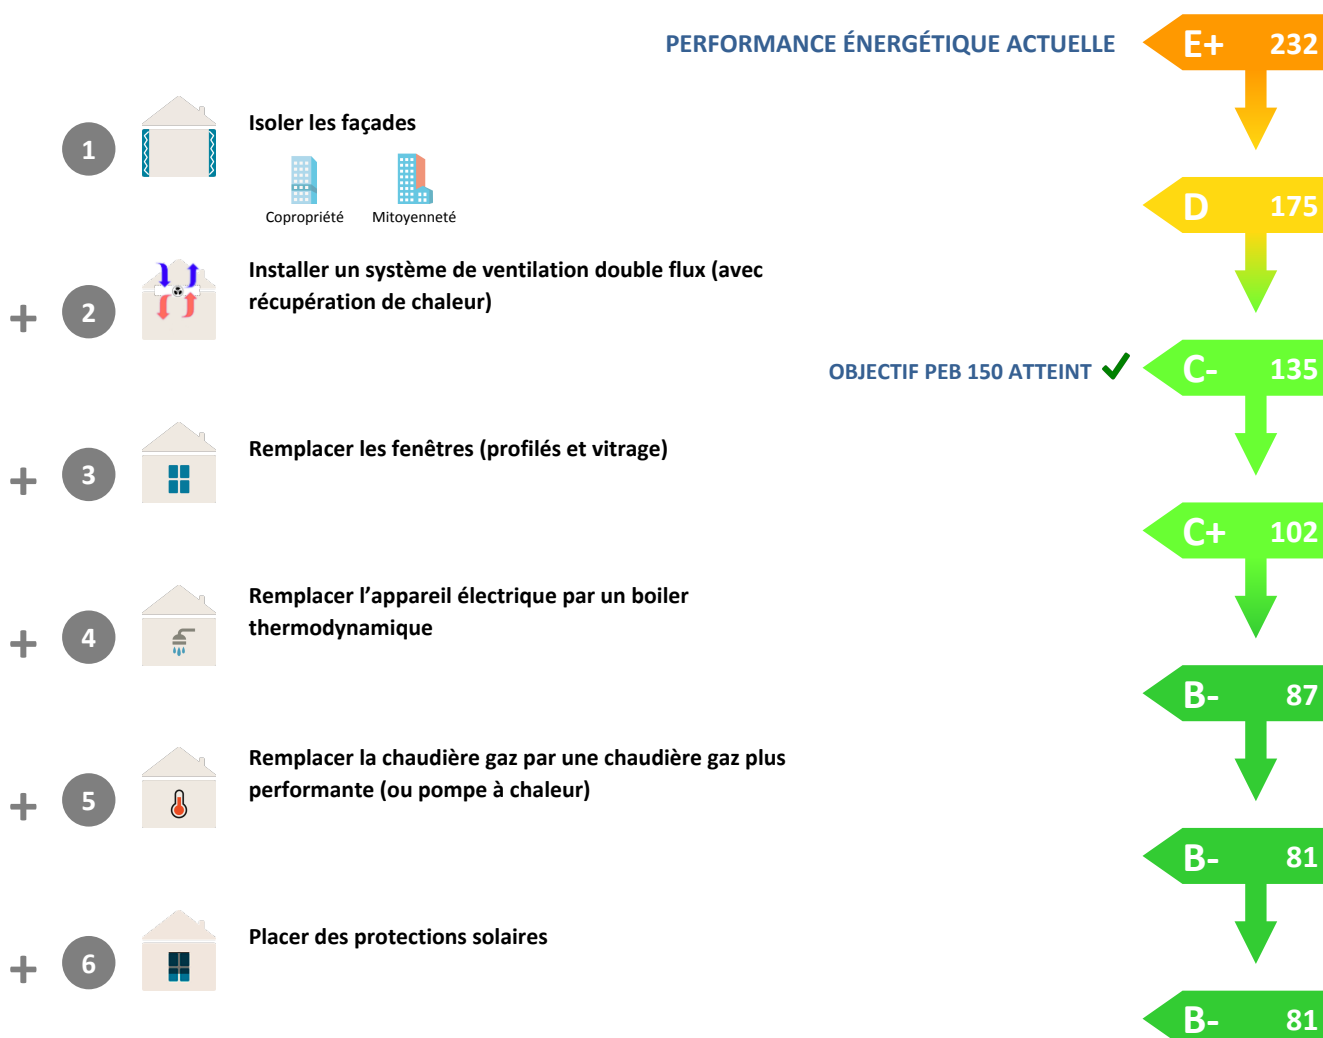 PERFORMANCE ÉNERGÉTIQUE ACTUELLE
E+ 232
1
Isoler les façades
Copropriété Mitoyenneté
D 175
+ 2
Installer un système de ventilation double flux (avec
récupération de chaleur)
OBJECTIF PEB 150 ATTEINT
C- 135
+ 3
Remplacer les fenêtres (profilés et vitrage)
C+ 102
+ 4
Remplacer l’appareil électrique par un boiler
thermodynamique
B- 87
+ 5
Remplacer la chaudière gaz par une chaudière gaz plus
performante (ou pompe à chaleur)
B- 81
+ 6
Placer des protections solaires
B- 81